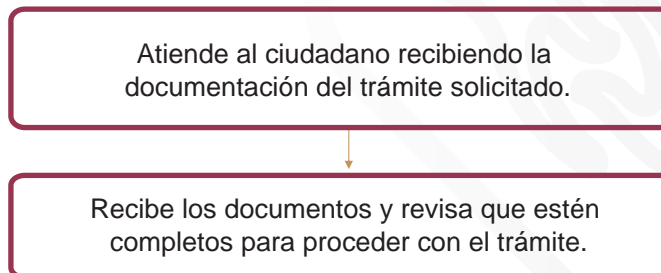 Atiende al ciudadano recibiendo la
documentación del trámite solicitado.
Recibe los documentos y revisa que estén
completos para proceder con el trámite.